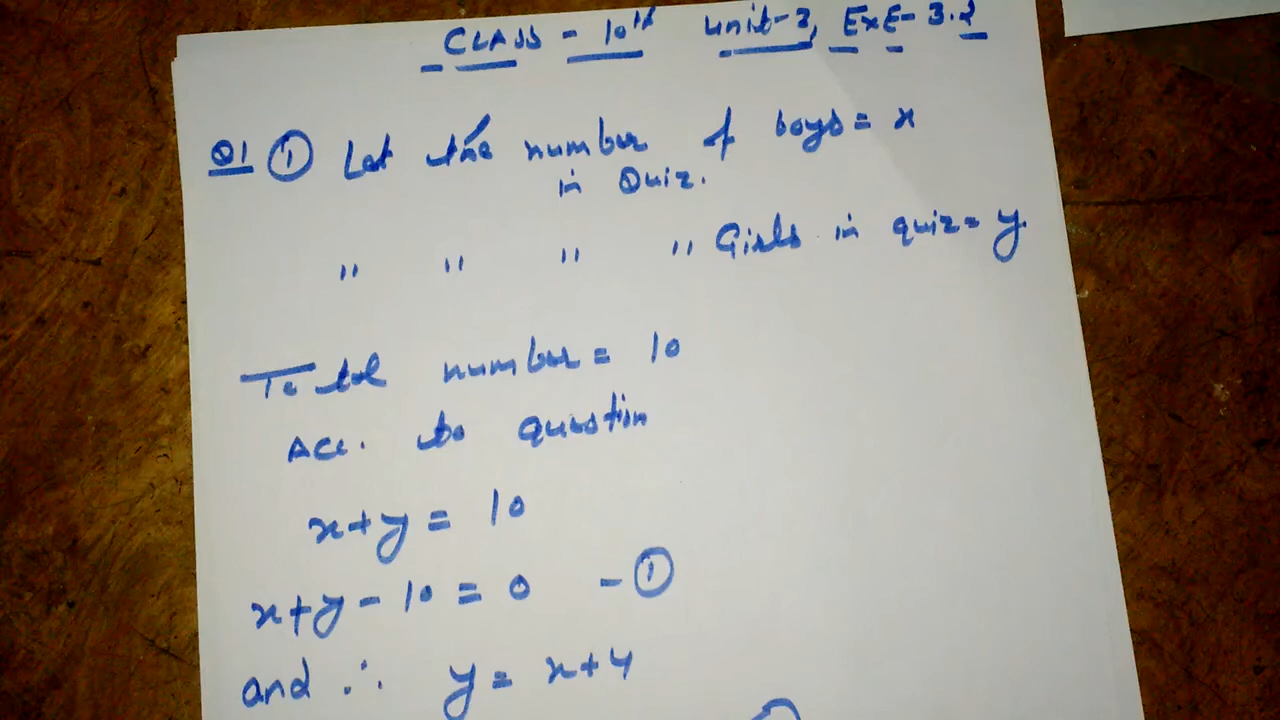 CLASS - 10th Unit-3, EXE- 3.2
Q1 ① Let the number of boys = x
in Quiz.
" " " " Girls in quiz = y
Total number = 10
Acc. to question
x+y = 10
x+y - 10 = 0 - ①
and ∴ y = x+4